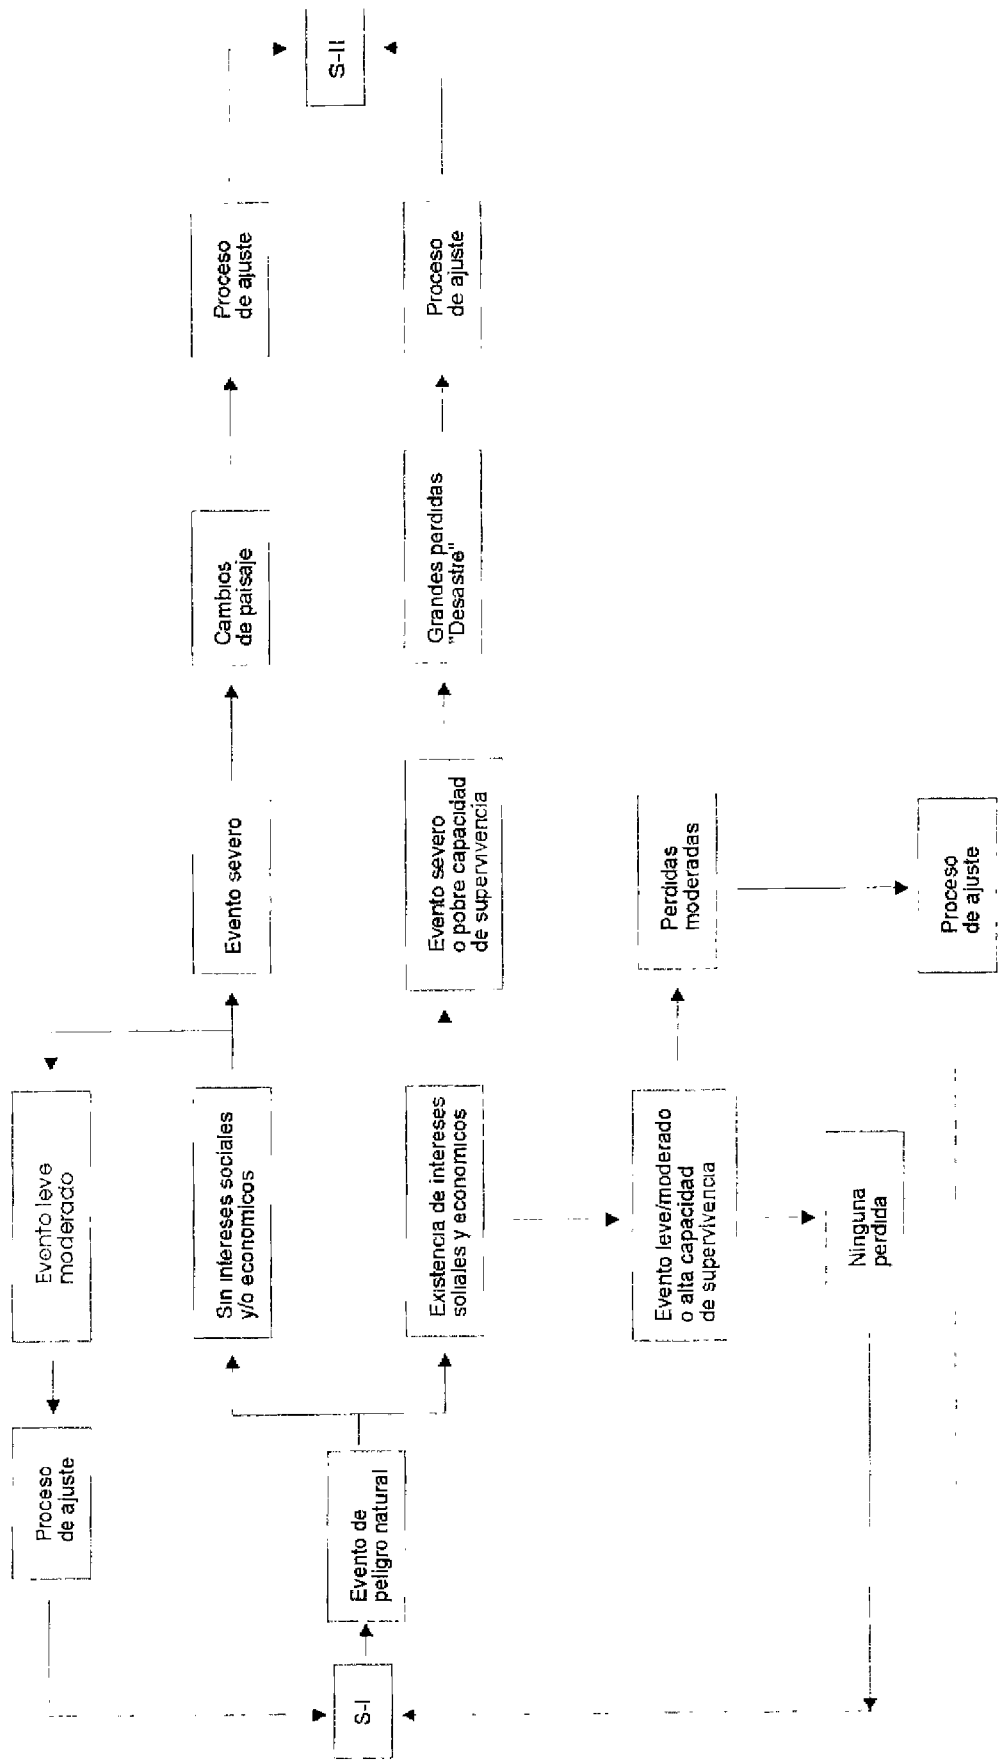 Proceso
de ajuste
Evento leve
moderado
S-I
Evento de
peligro natural
Sin intereses sociales
y/o economicos
Evento severo
Cambios
de paisaje
Proceso
de ajuste
S-II
Existencia de intereses
soliales y economicos
Evento severo
o pobre capacidad
de supervivencia
Grandes perdidas
"Desastre"
Proceso
de ajuste
Evento leve/moderado
o alta capacidad
de supervivencia
Perdidas
moderadas
Ninguna
perdida
Proceso
de ajuste